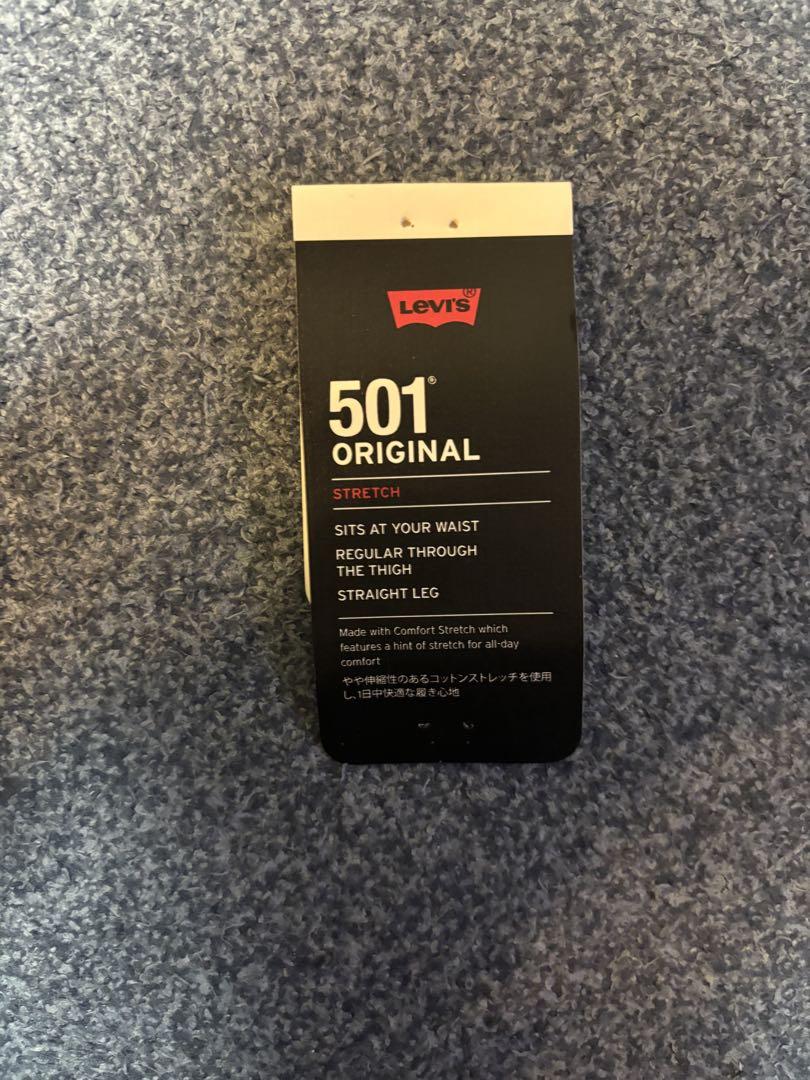 LEVI'S®
501®
ORIGINAL
STRETCH
SITS AT YOUR WAIST
REGULAR THROUGH
THE THIGH
STRAIGHT LEG
Made with Comfort Stretch which
features a hint of stretch for all-day
comfort
やや伸縮性のあるコットンストレッチを使用
し、1日中快適な履き心地